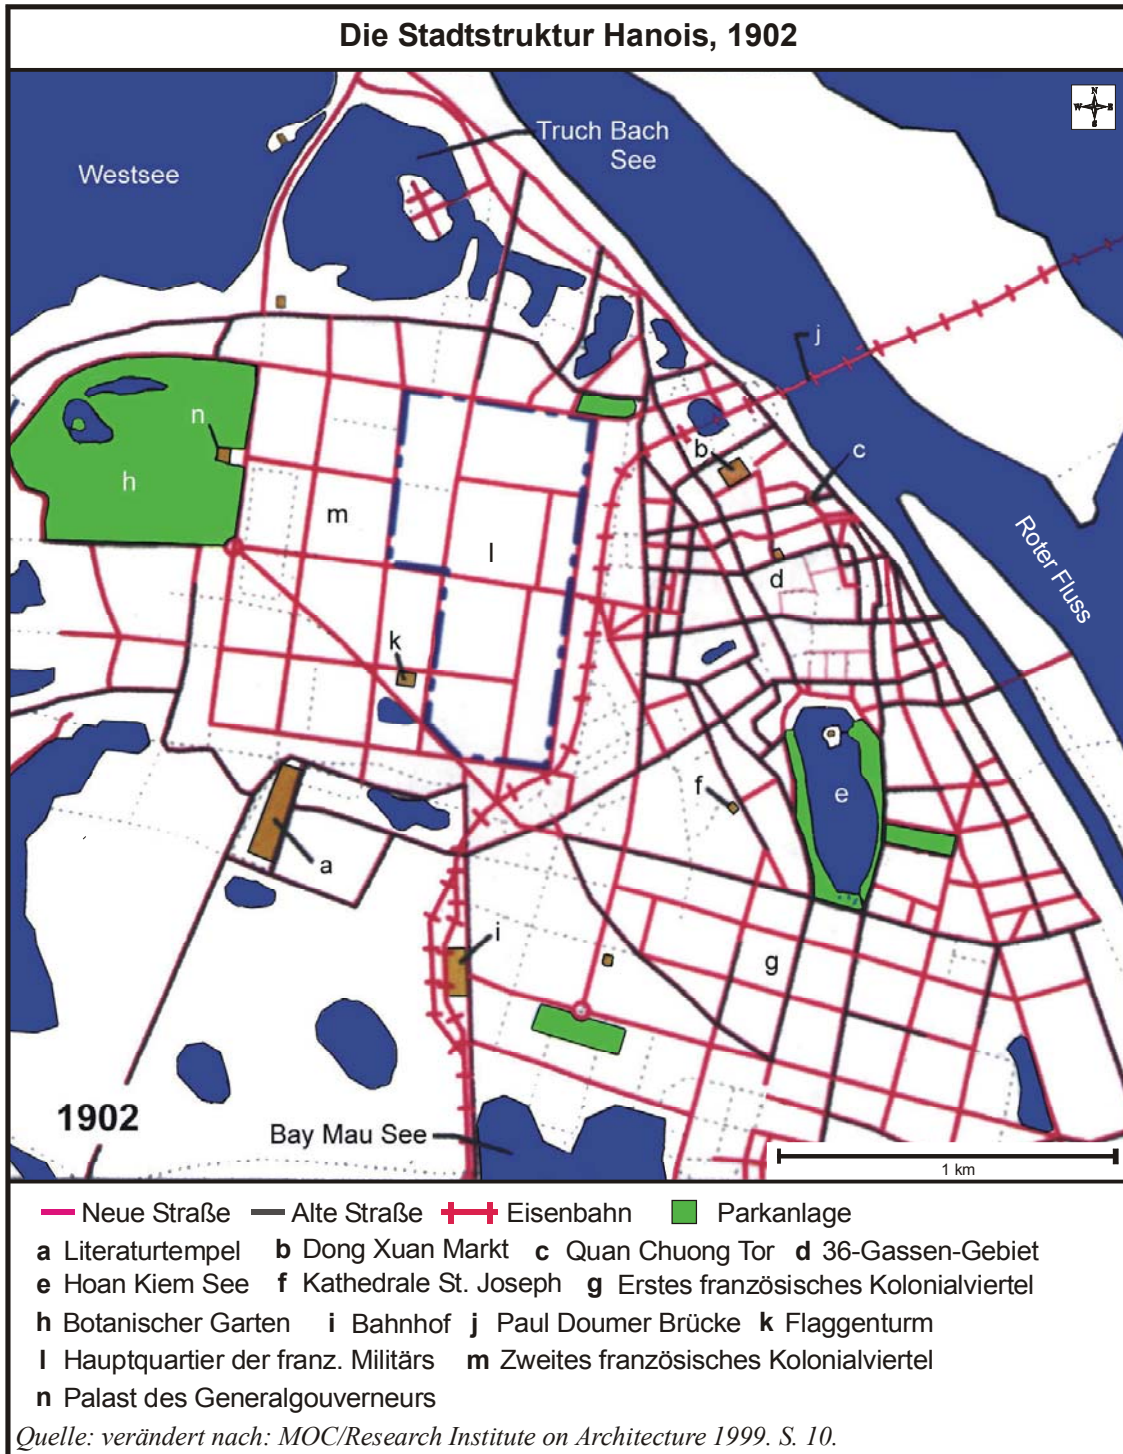 Die Stadtstruktur Hanois, 1902
N
W E
S
Truch Bach
See
Westsee
j
n
b
c
h
m
l
d
Roter Fluss
k
e
f
a
i
g
1902
Bay Mau See
1 km
Neue Straße Alte Straße Eisenbahn Parkanlage
a Literaturtempel b Dong Xuan Markt c Quan Chuong Tor d 36-Gassen-Gebiet
e Hoan Kiem See f Kathedrale St. Joseph g Erstes französisches Kolonialviertel
h Botanischer Garten i Bahnhof j Paul Doumer Brücke k Flaggenturm
l Hauptquartier der franz. Militärs m Zweites französisches Kolonialviertel
n Palast des Generalgouverneurs
Quelle: verändert nach: MOC/Research Institute on Architecture 1999. S. 10.